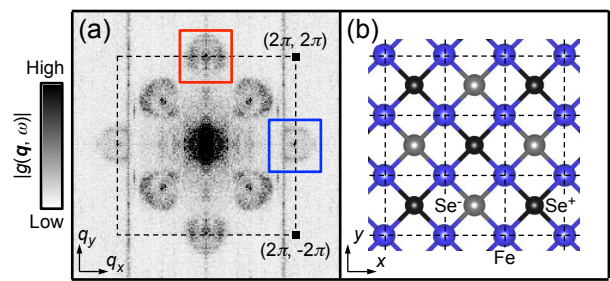 (a)
(2π, 2π)
High
|g(q, ω)|
Low
(2π, -2π)
q_y
q_x
(b)
Se⁻
Se⁺
y
x
Fe